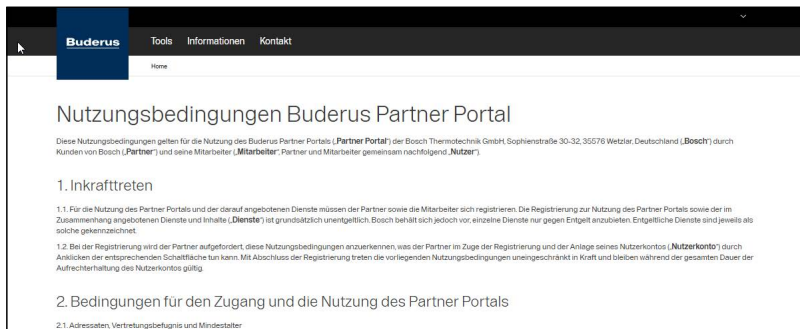 Buderus
Tools Informationen Kontakt
Home
Nutzungsbedingungen Buderus Partner Portal
Diese Nutzungsbedingungen gelten für die Nutzung des Buderus Partner Portals („Partner Portal“) der Bosch Thermotechnik GmbH, Sophienstraße 30-32, 35576 Wetzlar, Deutschland („Bosch“) durch
Kunden von Bosch („Partner“) und seine Mitarbeiter („Mitarbeiter“, Partner und Mitarbeiter gemeinsam nachfolgend „Nutzer“).
1. Inkrafttreten
1.1. Für die Nutzung des Partner Portals und der darauf angebotenen Dienste müssen der Partner sowie die Mitarbeiter sich registrieren. Die Registrierung zur Nutzung des Partner Portals sowie der im
Zusammenhang angebotenen Dienste und Inhalte („Dienste“) ist grundsätzlich unentgeltlich. Bosch behält sich jedoch vor, einzelne Dienste nur gegen Entgelt anzubieten. Entgeltliche Dienste sind jeweils als
solche gekennzeichnet.
1.2. Bei der Registrierung wird der Partner aufgefordert, diese Nutzungsbedingungen anzuerkennen, was der Partner im Zuge der Registrierung und der Anlage seines Nutzerkontos („Nutzerkonto“) durch
Anklicken der entsprechenden Schaltfläche tun kann. Mit Abschluss der Registrierung treten die vorliegenden Nutzungsbedingungen uneingeschränkt in Kraft und bleiben während der gesamten Dauer der
Aufrechterhaltung des Nutzerkontos gültig.
2. Bedingungen für den Zugang und die Nutzung des Partner Portals
2.1. Adressaten, Vertretungsbefugnis und Mindestalter